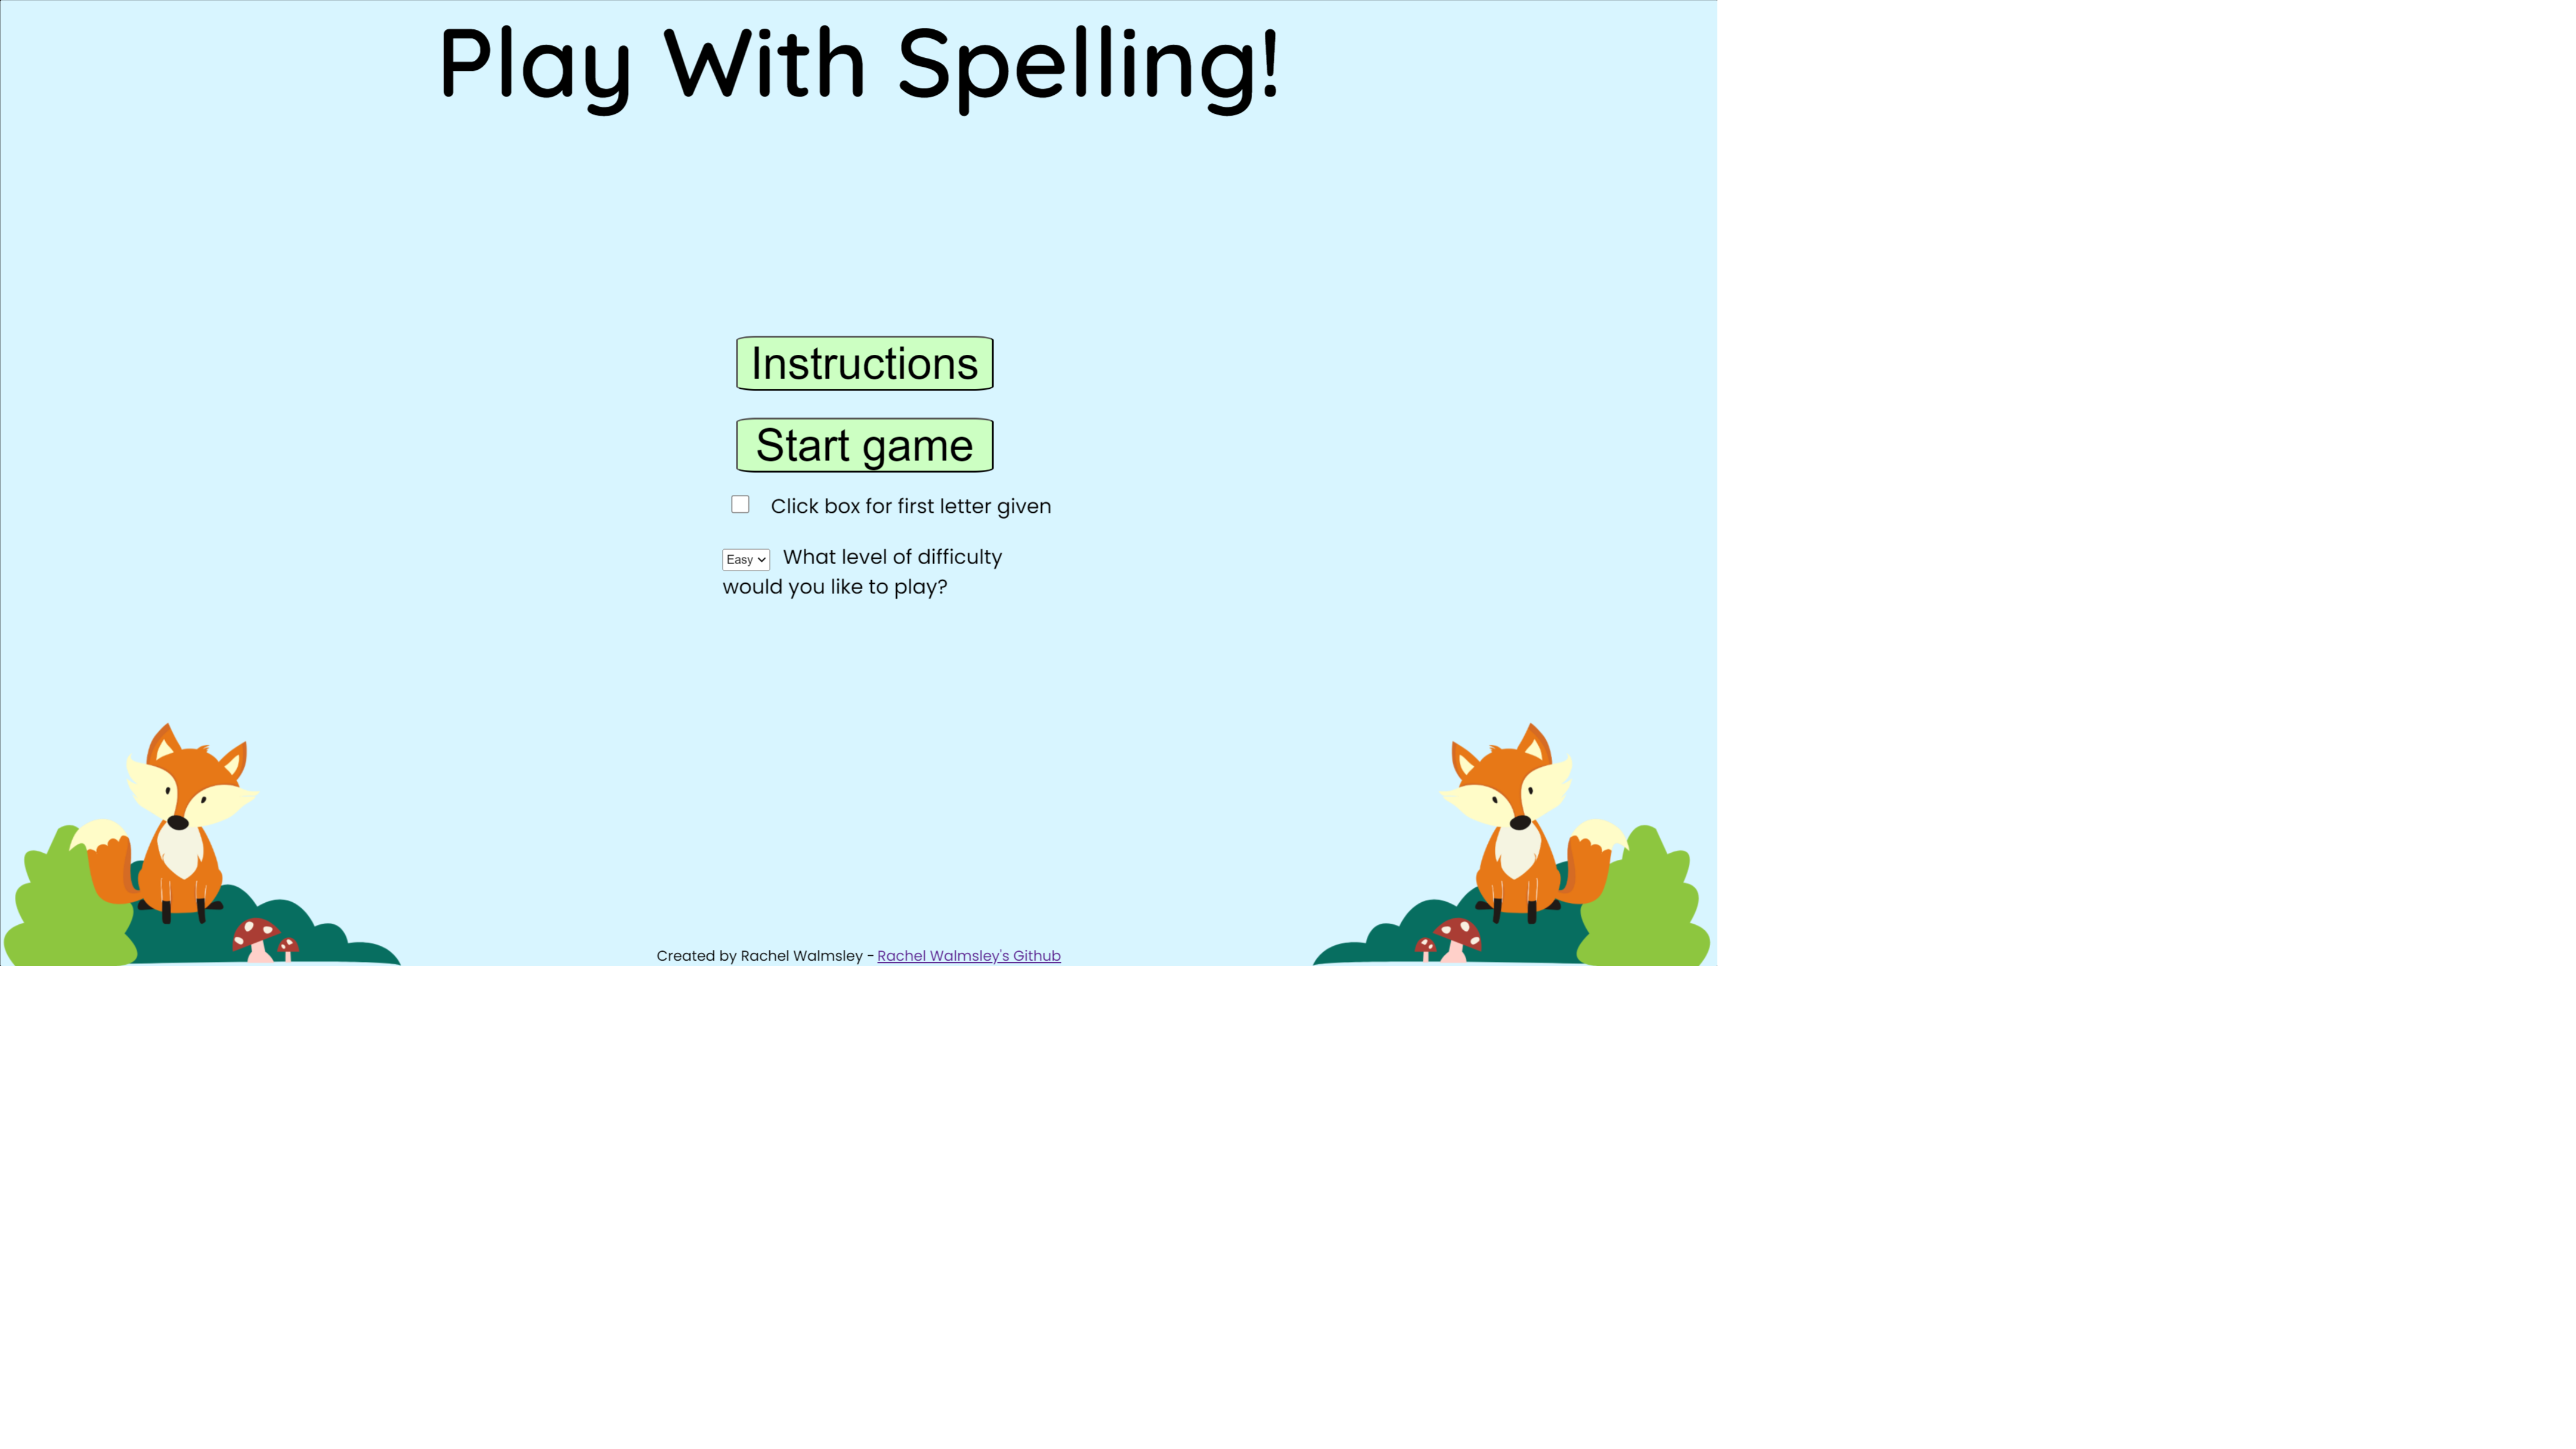 Play With Spelling!
Instructions
Start game
Click box for first letter given
Easy What level of difficulty
would you like to play?
Created by Rachel Walmsley - Rachel Walmsley's Github